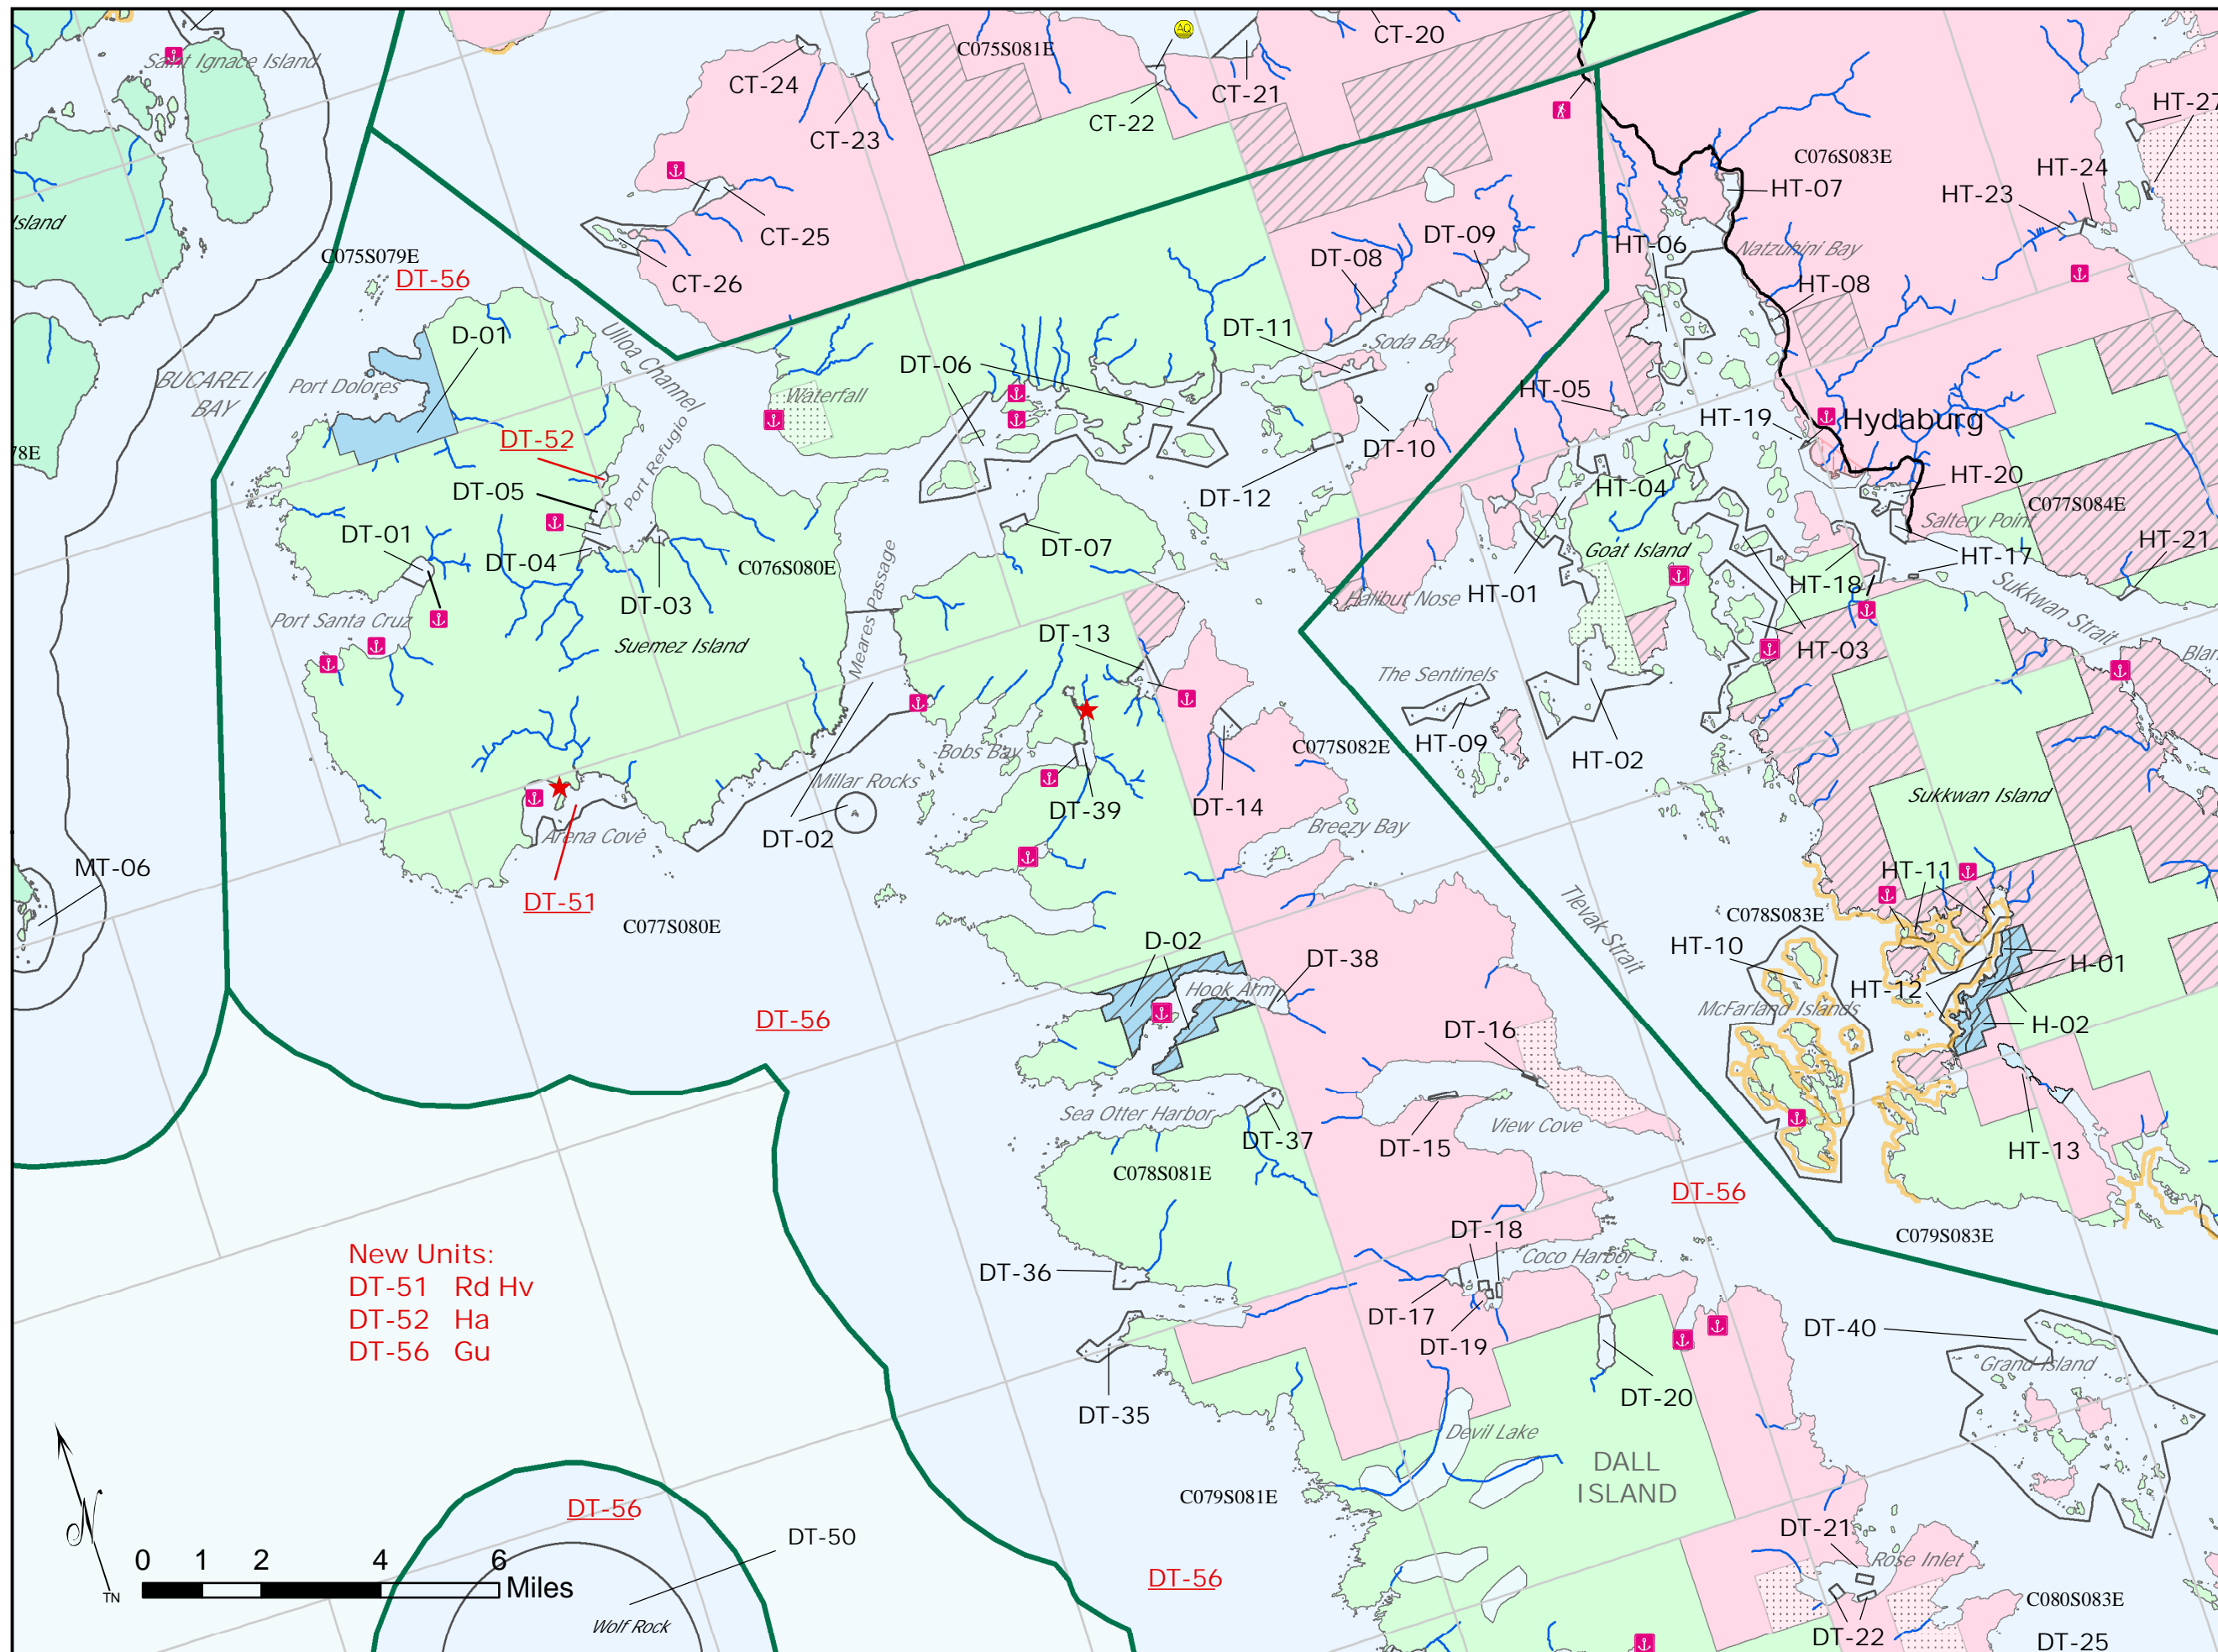 CT-20
C075S081E
AQ
Saint Ignace Island
CT-24
CT-21
CT-22
CT-23
HT-27
C076S083E
HT-24
HT-07
HT-23
Island
CT-25
DT-09
HT-06
Natzuhini Bay
C075S079E
DT-56
CT-26
DT-08
HT-08
D-01
Ulloa Channel
DT-11
Soda Bay
DT-06
BUCARELI
BAY
Port Dolores
Waterfall
HT-05
HT-19
Hydaburg
78E
DT-52
Port Refugio
DT-10
DT-05
DT-12
HT-04
HT-20
C077S084E
Saltery Point
DT-01
DT-04
DT-07
Goat Island
HT-17
HT-21
C076S080E
HT-18
HT-01
Halibut Nose
DT-03
Sukkwan Strait
Port Santa Cruz
Meares Passage
DT-13
Suemez Island
HT-03
The Sentinels
C077S082E
HT-09
HT-02
Bobs Bay
Millar Rocks
DT-39
DT-14
Sukkwan Island
Arena Cove
DT-02
Breezy Bay
MT-06
HT-11
DT-51
C077S080E
Tlevak Strait
C078S083E
HT-10
D-02
DT-38
H-01
Hook Arm
HT-12
McFarland Islands
DT-56
DT-16
H-02
Sea Otter Harbor
View Cove
DT-37
DT-15
HT-13
C078S081E
DT-56
New Units:
DT-51 Rd Hv
DT-52 Ha
DT-56 Gu
DT-18
C079S083E
Coco Harbor
DT-36
DT-17
DT-19
DT-40
Grand Island
DT-20
DT-35
Devil Lake
DALL
ISLAND
C079S081E
DT-56
DT-50
DT-21
Rose Inlet
0 1 2 4 6
Miles
N
TN
DT-56
C080S083E
Wolf Rock
DT-22
DT-25